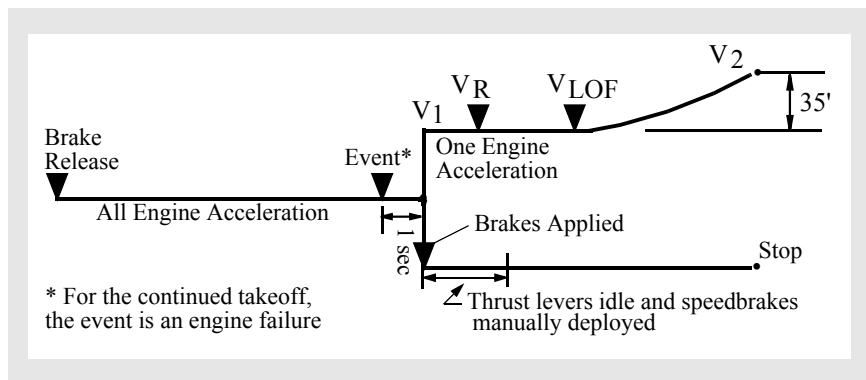 V2
VR
VLOF
35'
V1
Brake
Release
Event*
One Engine
Acceleration
All Engine Acceleration
1 sec
Brakes Applied
Stop
* For the continued takeoff,
the event is an engine failure
Thrust levers idle and speedbrakes
manually deployed